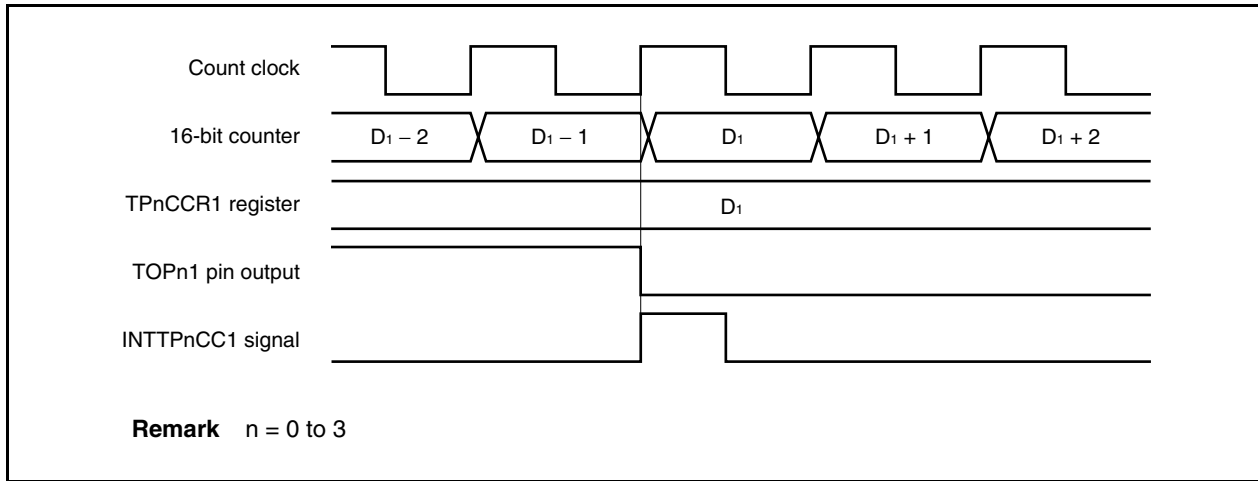 Count clock
16-bit counter D₁ – 2 D₁ – 1 D₁ D₁ + 1 D₁ + 2
TPnCCR1 register D₁
TOPn1 pin output
INTTPnCC1 signal
Remark n = 0 to 3